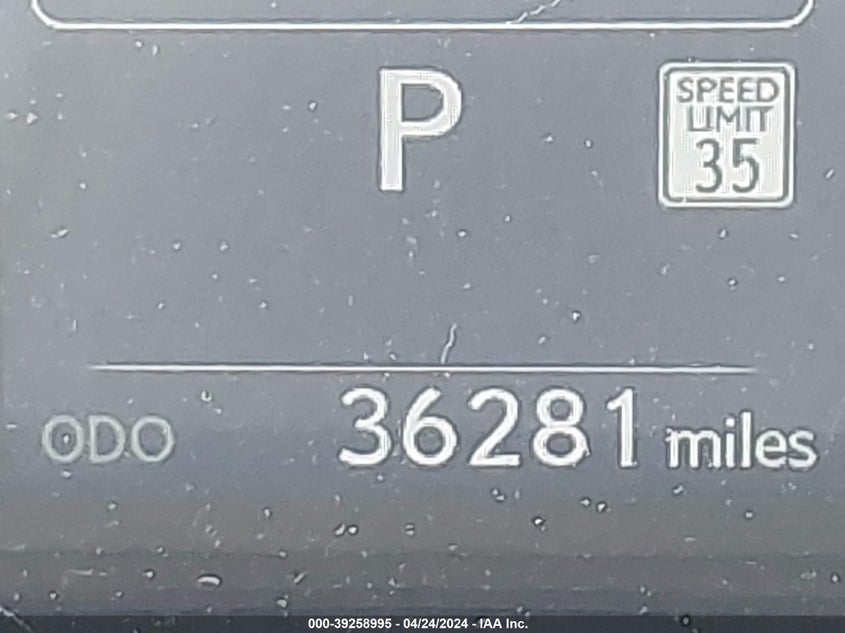 P
SPEED
LIMIT
35
ODO 36281 miles
000-39258995 - 04/24/2024 - IAA Inc.